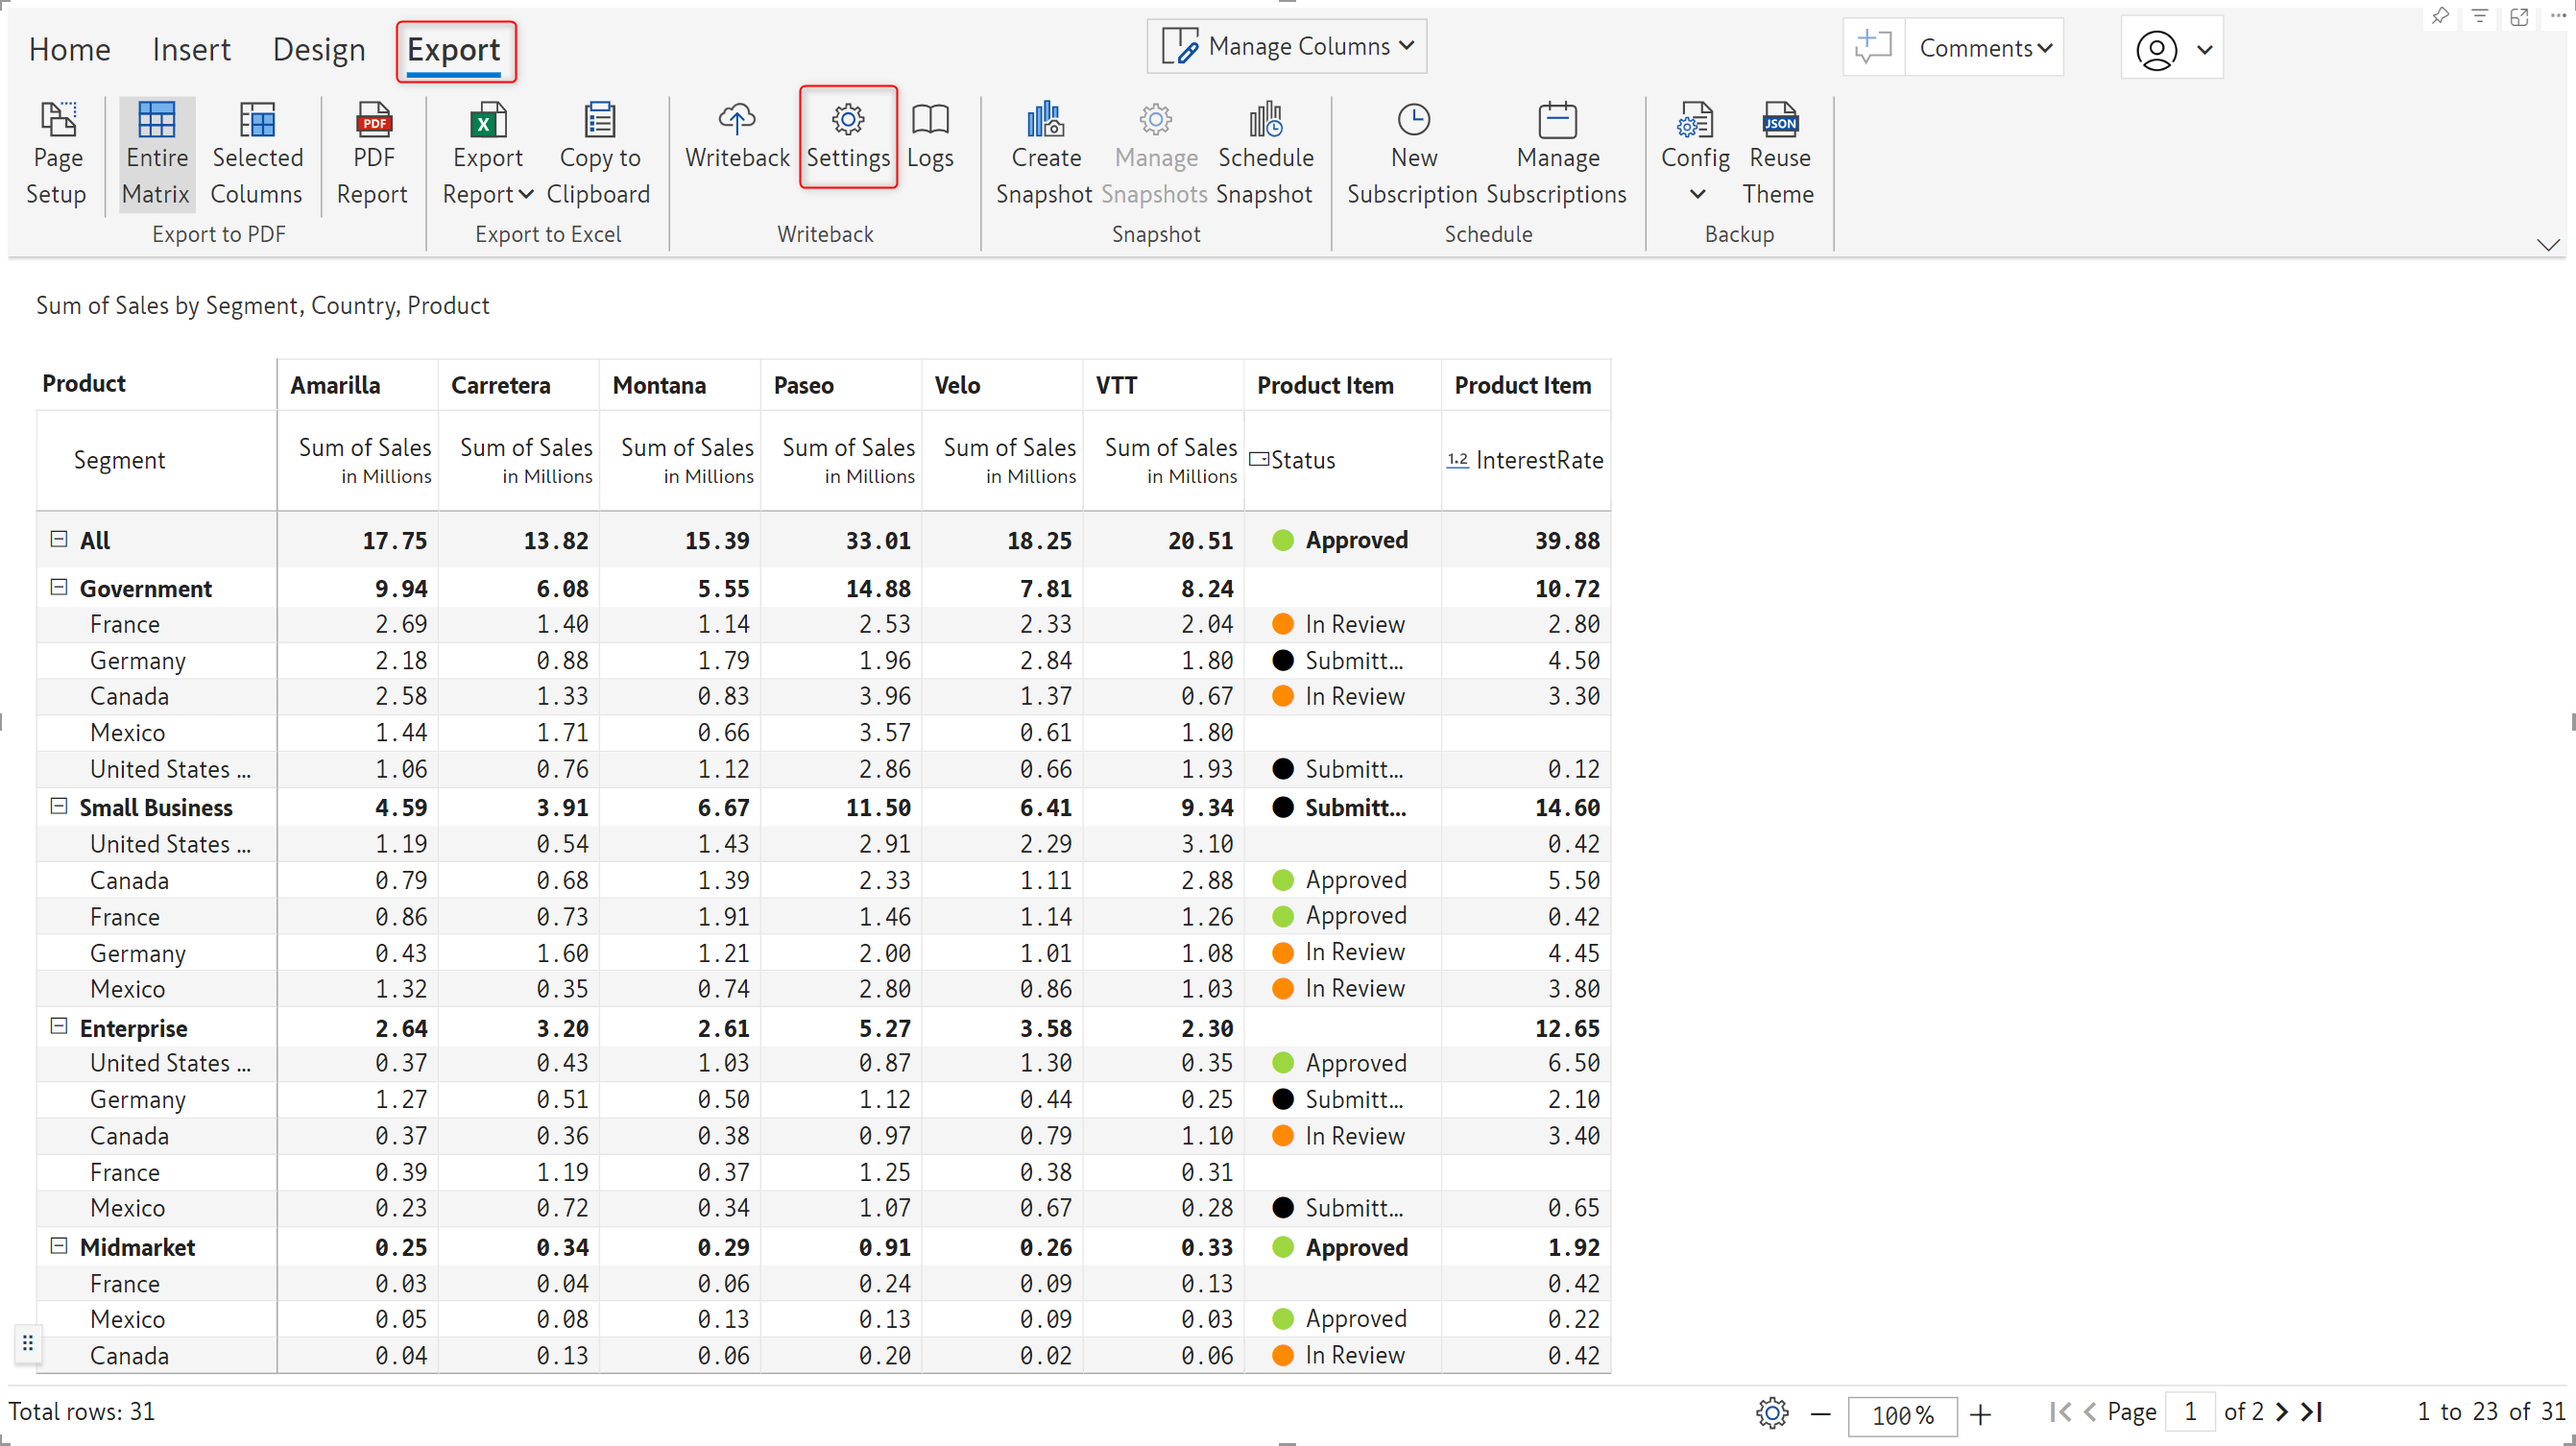 Home Insert Design Export Manage Columns Comments
Page Setup Entire Matrix Selected Columns PDF PDF Report X Export Report Copy to Clipboard Writeback Settings Logs Create Snapshot Manage Snapshots Schedule Snapshot New Subscription Manage Subscriptions Config JSON Reuse Theme
Export to PDF Export to Excel Writeback Snapshot Schedule Backup
Sum of Sales by Segment, Country, Product
Product Amarilla Carretera Montana Paseo Velo VTT Product Item Product Item
Segment Sum of Sales in Millions Sum of Sales in Millions Sum of Sales in Millions Sum of Sales in Millions Sum of Sales in Millions Sum of Sales in Millions Status 1.2 InterestRate
All 17.75 13.82 15.39 33.01 18.25 20.51 Approved 39.88
Government 9.94 6.08 5.55 14.88 7.81 8.24 10.72
France 2.69 1.40 1.14 2.53 2.33 2.04 In Review 2.80
Germany 2.18 0.88 1.79 1.96 2.84 1.80 Submitt... 4.50
Canada 2.58 1.33 0.83 3.96 1.37 0.67 In Review 3.30
Mexico 1.44 1.71 0.66 3.57 0.61 1.80
United States ... 1.06 0.76 1.12 2.86 0.66 1.93 Submitt... 0.12
Small Business 4.59 3.91 6.67 11.50 6.41 9.34 Submitt... 14.60
United States ... 1.19 0.54 1.43 2.91 2.29 3.10 0.42
Canada 0.79 0.68 1.39 2.33 1.11 2.88 Approved 5.50
France 0.86 0.73 1.91 1.46 1.14 1.26 Approved 0.42
Germany 0.43 1.60 1.21 2.00 1.01 1.08 In Review 4.45
Mexico 1.32 0.35 0.74 2.80 0.86 1.03 In Review 3.80
Enterprise 2.64 3.20 2.61 5.27 3.58 2.30 12.65
United States ... 0.37 0.43 1.03 0.87 1.30 0.35 Approved 6.50
Germany 1.27 0.51 0.50 1.12 0.44 0.25 Submitt... 2.10
Canada 0.37 0.36 0.38 0.97 0.79 1.10 In Review 3.40
France 0.39 1.19 0.37 1.25 0.38 0.31
Mexico 0.23 0.72 0.34 1.07 0.67 0.28 Submitt... 0.65
Midmarket 0.25 0.34 0.29 0.91 0.26 0.33 Approved 1.92
France 0.03 0.04 0.06 0.24 0.09 0.13 0.42
Mexico 0.05 0.08 0.13 0.13 0.09 0.03 Approved 0.22
Canada 0.04 0.13 0.06 0.20 0.02 0.06 In Review 0.42
Total rows: 31 100% Page 1 of 2 1 to 23 of 31